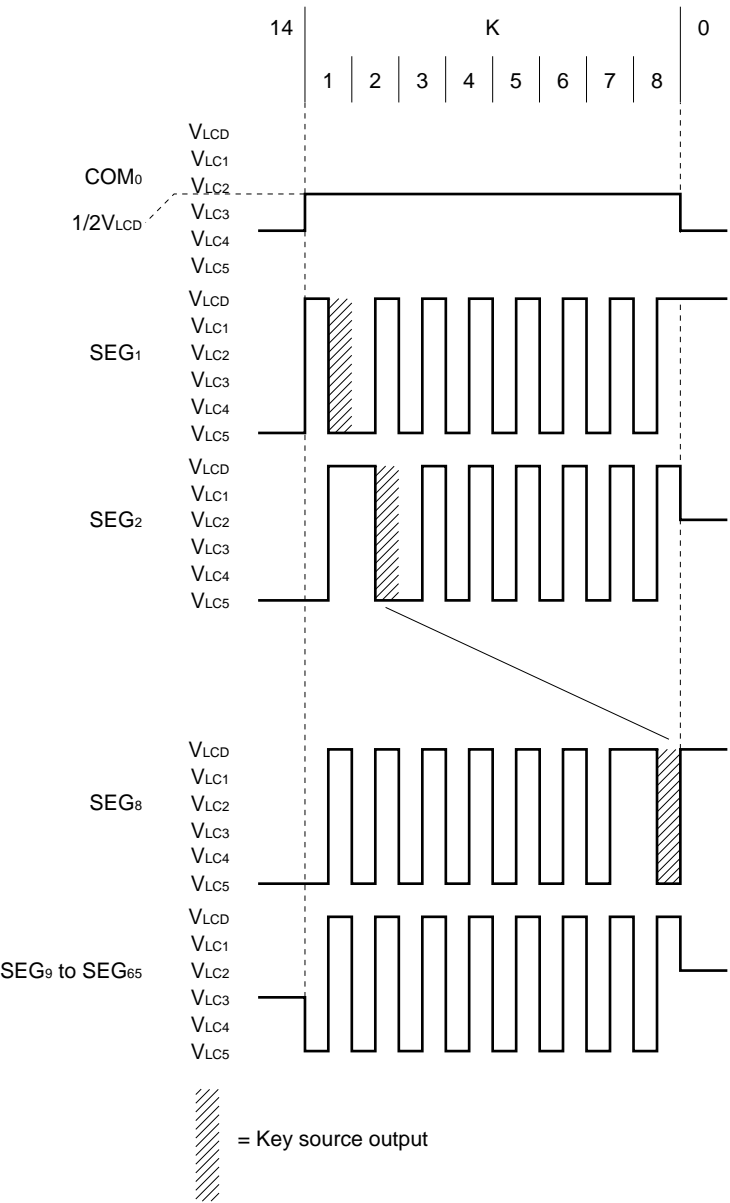 14 K 0
1 2 3 4 5 6 7 8
VLCD
VLC1
COM0
VLC2
1/2VLCD
VLC3
VLC4
VLC5
VLCD
VLC1
SEG1
VLC2
VLC3
VLC4
VLC5
VLCD
VLC1
SEG2
VLC2
VLC3
VLC4
VLC5
VLCD
VLC1
SEG8
VLC2
VLC3
VLC4
VLC5
VLCD
VLC1
SEG9 to SEG65
VLC2
VLC3
VLC4
VLC5
= Key source output